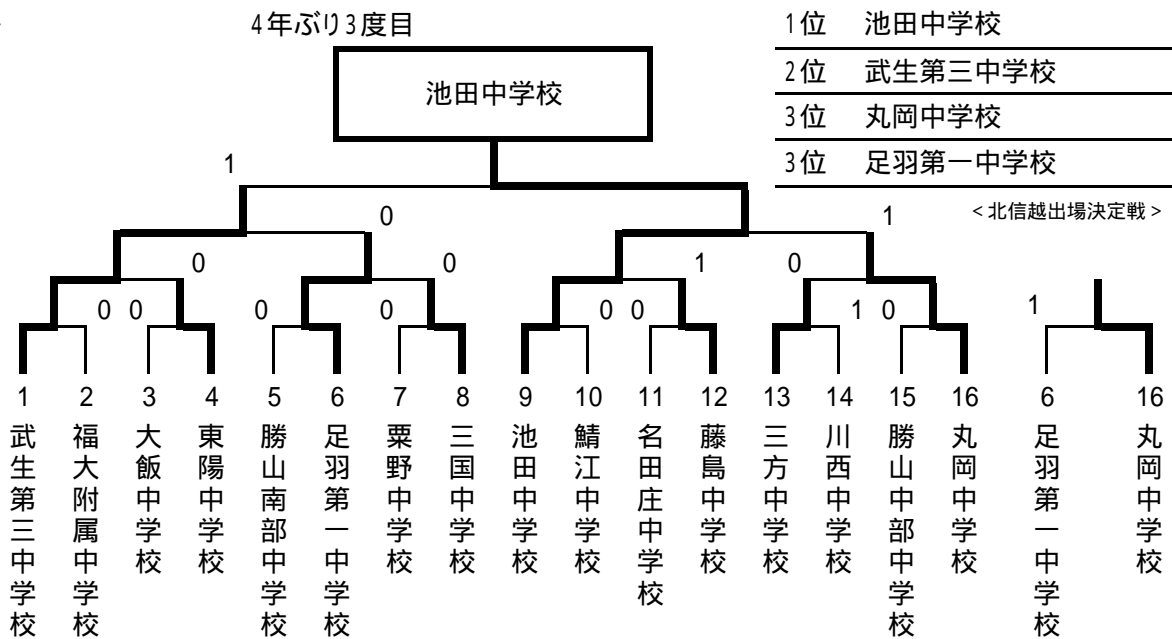 4年ぶり3度目
池田中学校
1位 池田中学校
2位 武生第三中学校
3位 丸岡中学校
3位 足羽第一中学校
<北信越出場決定戦>
1
0
1
0
0
1
0
0 0
0
0
0 0
1 0
1
1
2
3
4
5
6
7
8
9
10
11
12
13
14
15
16
6
16
武生第三中学校
福大附属中学校
大飯中学校
東陽中学校
勝山南部中学校
足羽第一中学校
粟野中学校
三国中学校
池田中学校
鯖江中学校
名田庄中学校
藤島中学校
三方中学校
川西中学校
勝山中部中学校
丸岡中学校
足羽第一中学校
丸岡中学校